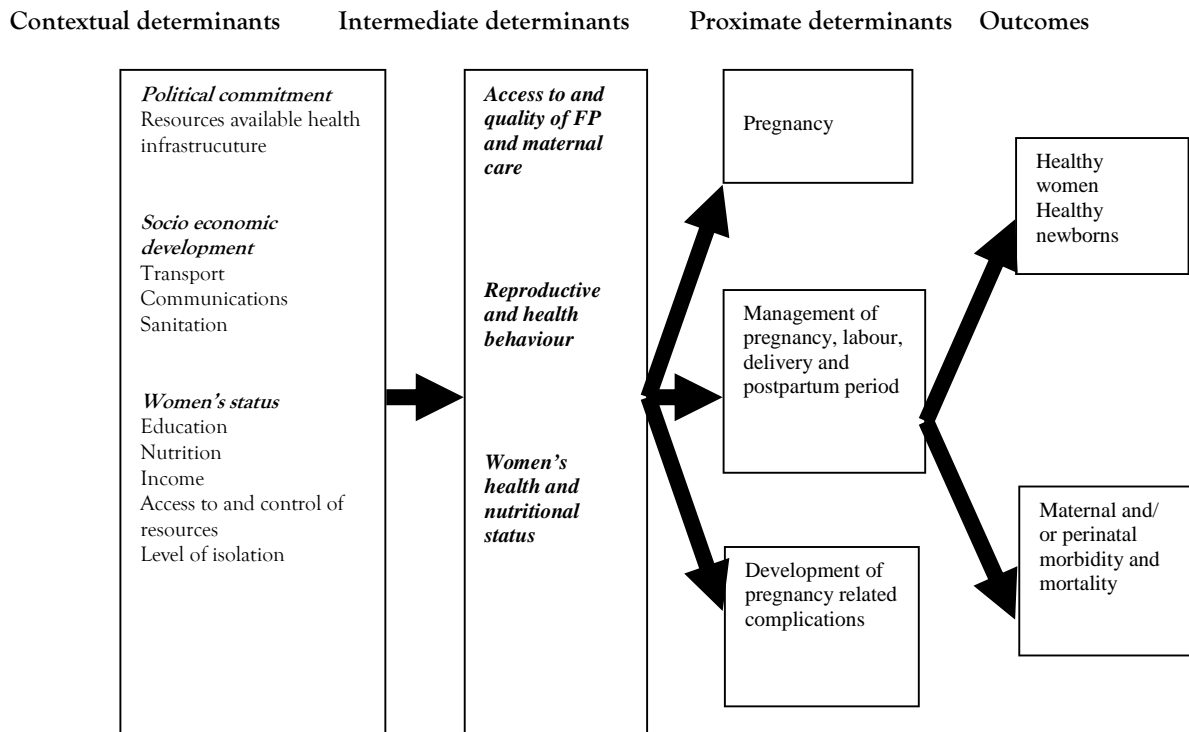 Contextual determinants
Intermediate determinants
Proximate determinants
Outcomes
Political commitment
Resources available health
infrastrucuture
Socio economic
development
Transport
Communications
Sanitation
Women's status
Education
Nutrition
Income
Access to and control of
resources
Level of isolation
Access to and
quality of FP
and maternal
care
Reproductive
and health
behaviour
Women's
health and
nutritional
status
Pregnancy
Management of
pregnancy, labour,
delivery and
postpartum period
Development of
pregnancy related
complications
Healthy
women
Healthy
newborns
Maternal and/
or perinatal
morbidity and
mortality